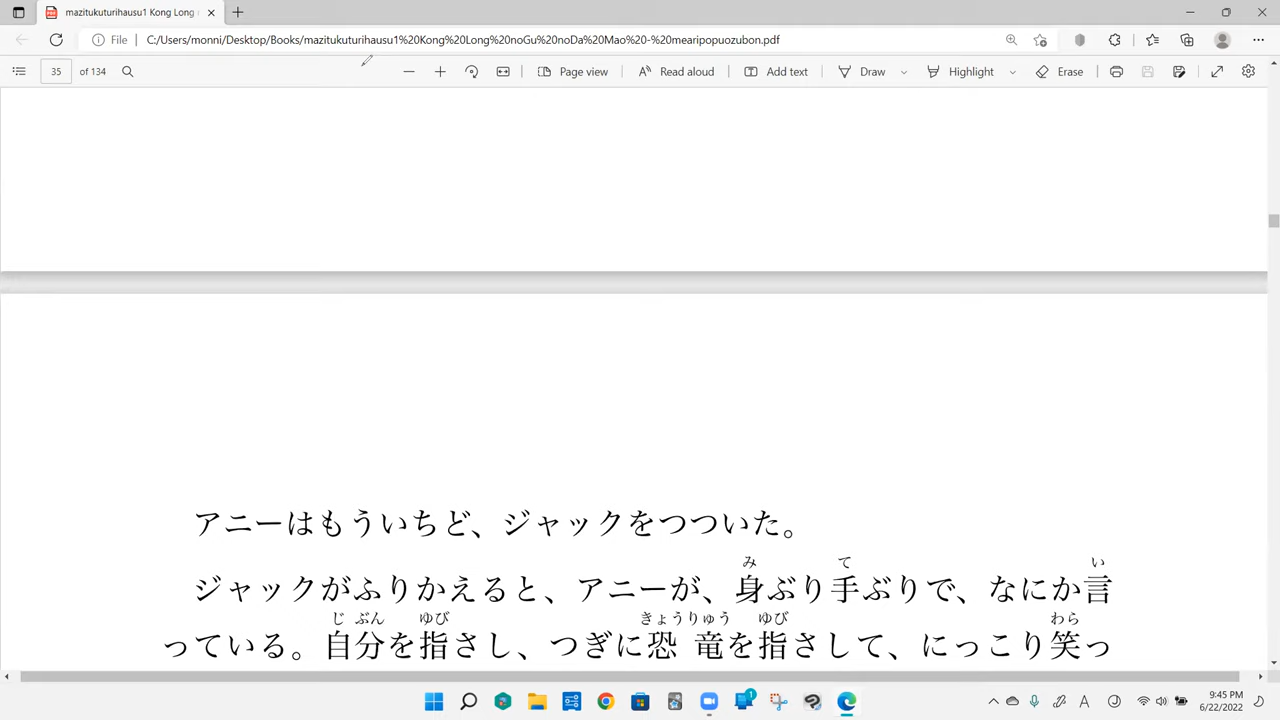 mazitukuturihausu1 Kong Long
File C:/Users/monni/Desktop/Books/mazitukuturihausu1%20Kong%20Long%20noGu%20noDa%20Mao%20-%20mearipopuozubon.pdf
35 of 134 Page view Read aloud Add text Draw Highlight Erase
アニーはもういちど、ジャックをつついた。
み て い
ジャックがふりかえると、アニーが、身ぶり手ぶりで、なにか言
じ ぶん ゆび きょうりゅう ゆび わら
っている。自分を指さし、つぎに恐竜を指さして、にっこり笑っ
1
9:45 PM
6/22/2022